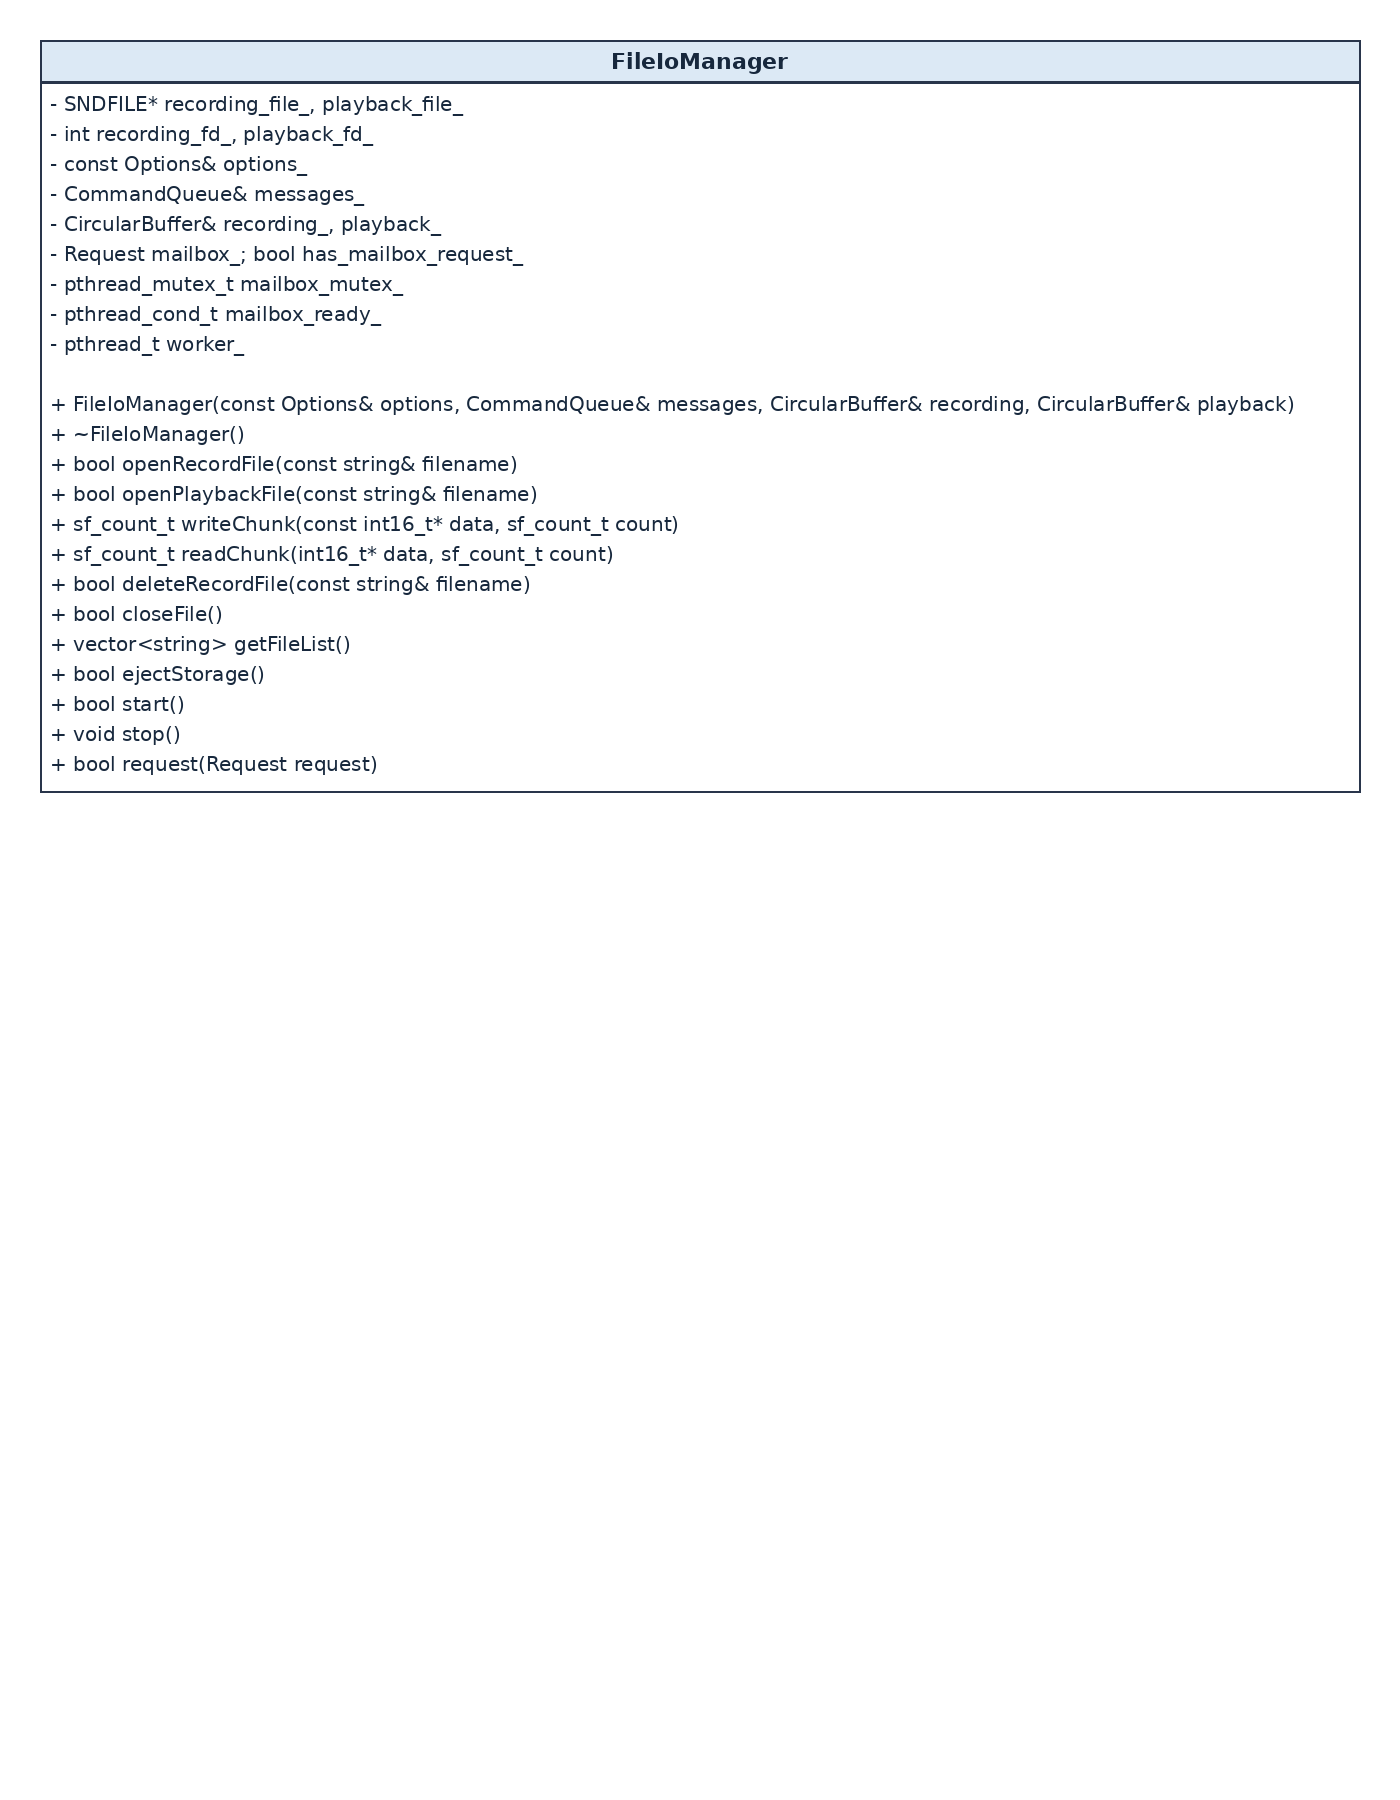 FileIoManager
- SNDFILE* recording_file_, playback_file_
- int recording_fd_, playback_fd_
- const Options& options_
- CommandQueue& messages_
- CircularBuffer& recording_, playback_
- Request mailbox_; bool has_mailbox_request_
- pthread_mutex_t mailbox_mutex_
- pthread_cond_t mailbox_ready_
- pthread_t worker_
+ FileIoManager(const Options& options, CommandQueue& messages, CircularBuffer& recording, CircularBuffer& playback)
+ ~FileIoManager()
+ bool openRecordFile(const string& filename)
+ bool openPlaybackFile(const string& filename)
+ sf_count_t writeChunk(const int16_t* data, sf_count_t count)
+ sf_count_t readChunk(int16_t* data, sf_count_t count)
+ bool deleteRecordFile(const string& filename)
+ bool closeFile()
+ vector<string> getFileList()
+ bool ejectStorage()
+ bool start()
+ void stop()
+ bool request(Request request)